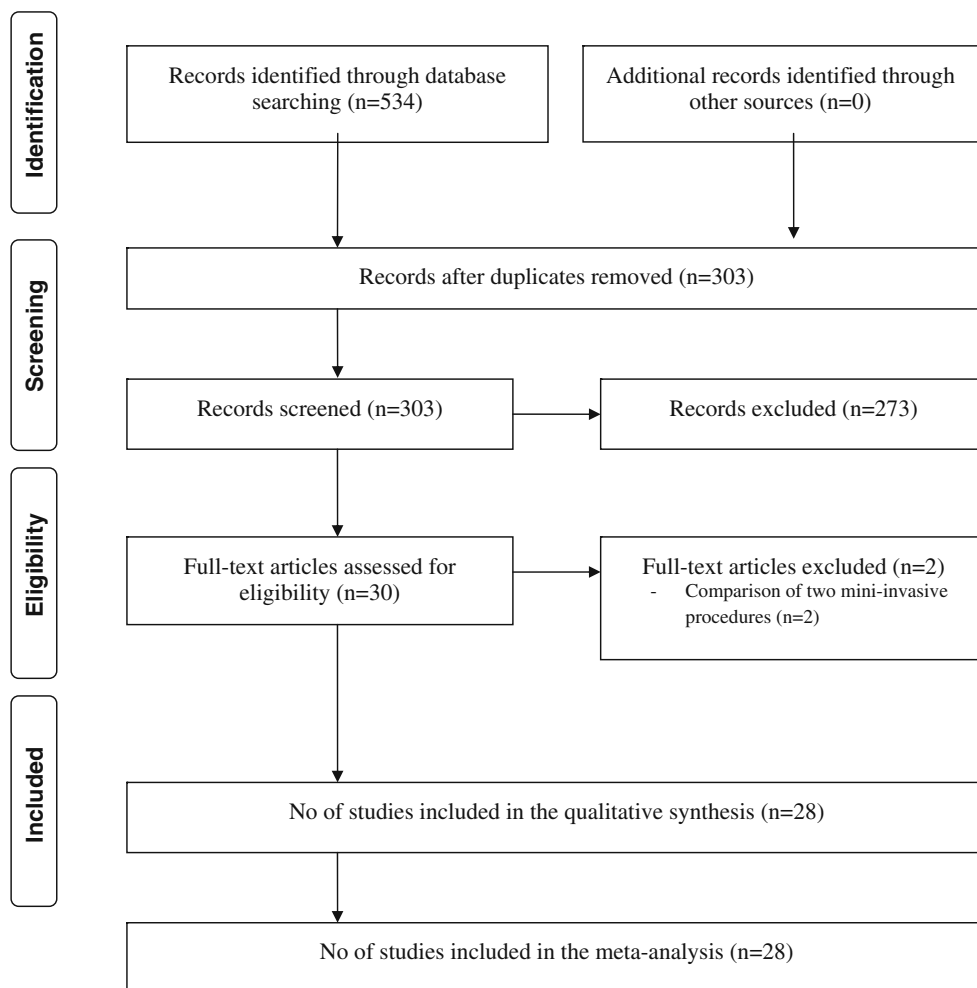 Identification
Records identified through database
searching (n=534)
Additional records identified through
other sources (n=0)
Screening
Records after duplicates removed (n=303)
Records screened (n=303)
Records excluded (n=273)
Eligibility
Full-text articles assessed for
eligibility (n=30)
Full-text articles excluded (n=2)
- Comparison of two mini-invasive
procedures (n=2)
Included
No of studies included in the qualitative synthesis (n=28)
No of studies included in the meta-analysis (n=28)